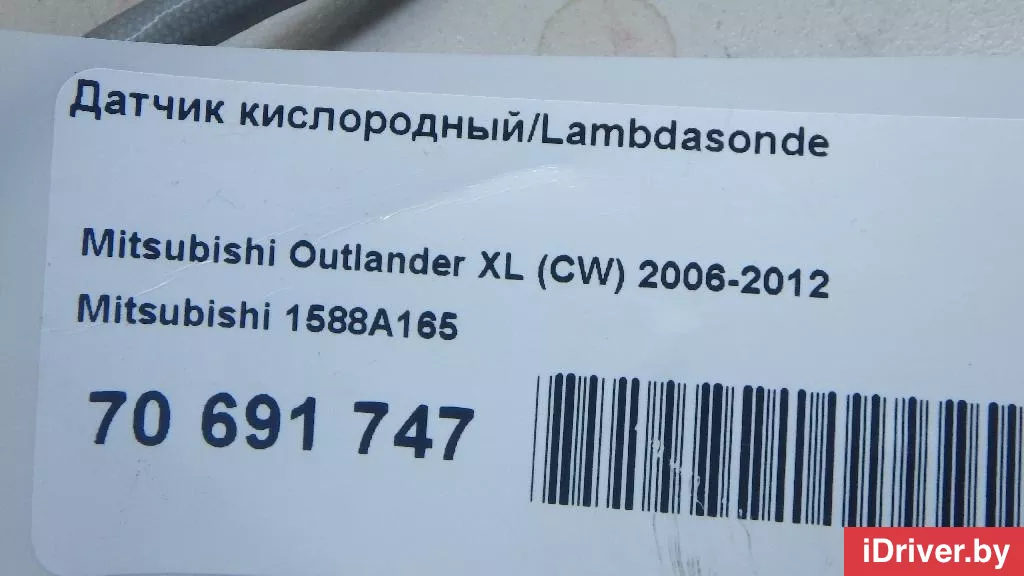 Датчик кислородный/Lambdasonde
Mitsubishi Outlander XL (CW) 2006-2012
Mitsubishi 1588A165
70 691 747
iDriver.by